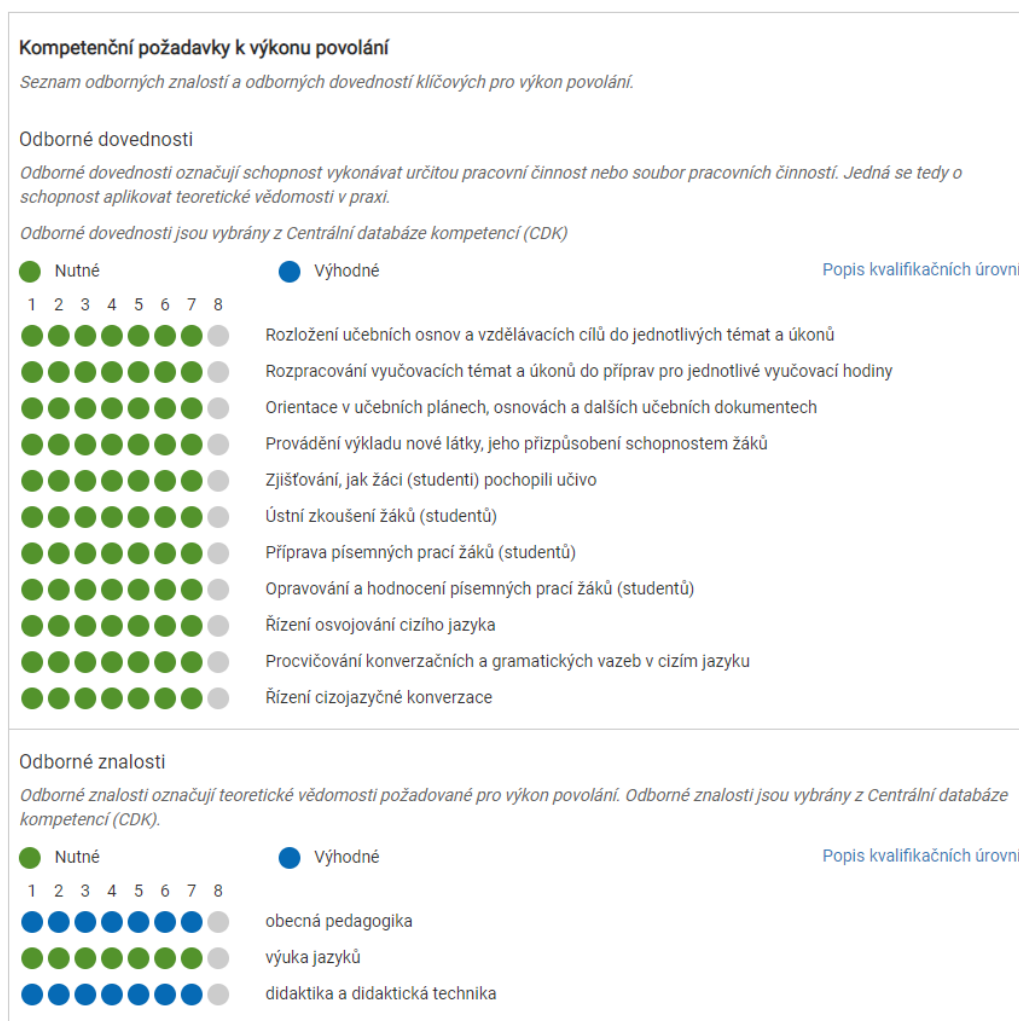 Kompetenční požadavky k výkonu povolání
Seznam odborných znalostí a odborných dovedností klíčových pro výkon povolání.
Odborné dovednosti
Odborné dovednosti označují schopnost vykonávat určitou pracovní činnost nebo soubor pracovních činností. Jedná se tedy o
schopnost aplikovat teoretické vědomosti v praxi.
Odborné dovednosti jsou vybrány z Centrální databáze kompetencí (CDK)
Nutné Výhodné Popis kvalifikačních úrovní
1 2 3 4 5 6 7 8
Rozložení učebních osnov a vzdělávacích cílů do jednotlivých témat a úkonů
Rozpracování vyučovacích témat a úkonů do příprav pro jednotlivé vyučovací hodiny
Orientace v učebních plánech, osnovách a dalších učebních dokumentech
Provádění výkladu nové látky, jeho přizpůsobení schopnostem žáků
Zjišťování, jak žáci (studenti) pochopili učivo
Ústní zkoušení žáků (studentů)
Příprava písemných prací žáků (studentů)
Opravování a hodnocení písemných prací žáků (studentů)
Řízení osvojování cizího jazyka
Procvičování konverzačních a gramatických vazeb v cizím jazyku
Řízení cizojazyčné konverzace
Odborné znalosti
Odborné znalosti označují teoretické vědomosti požadované pro výkon povolání. Odborné znalosti jsou vybrány z Centrální databáze
kompetencí (CDK).
Nutné Výhodné Popis kvalifikačních úrovní
1 2 3 4 5 6 7 8
obecná pedagogika
výuka jazyků
didaktika a didaktická technika